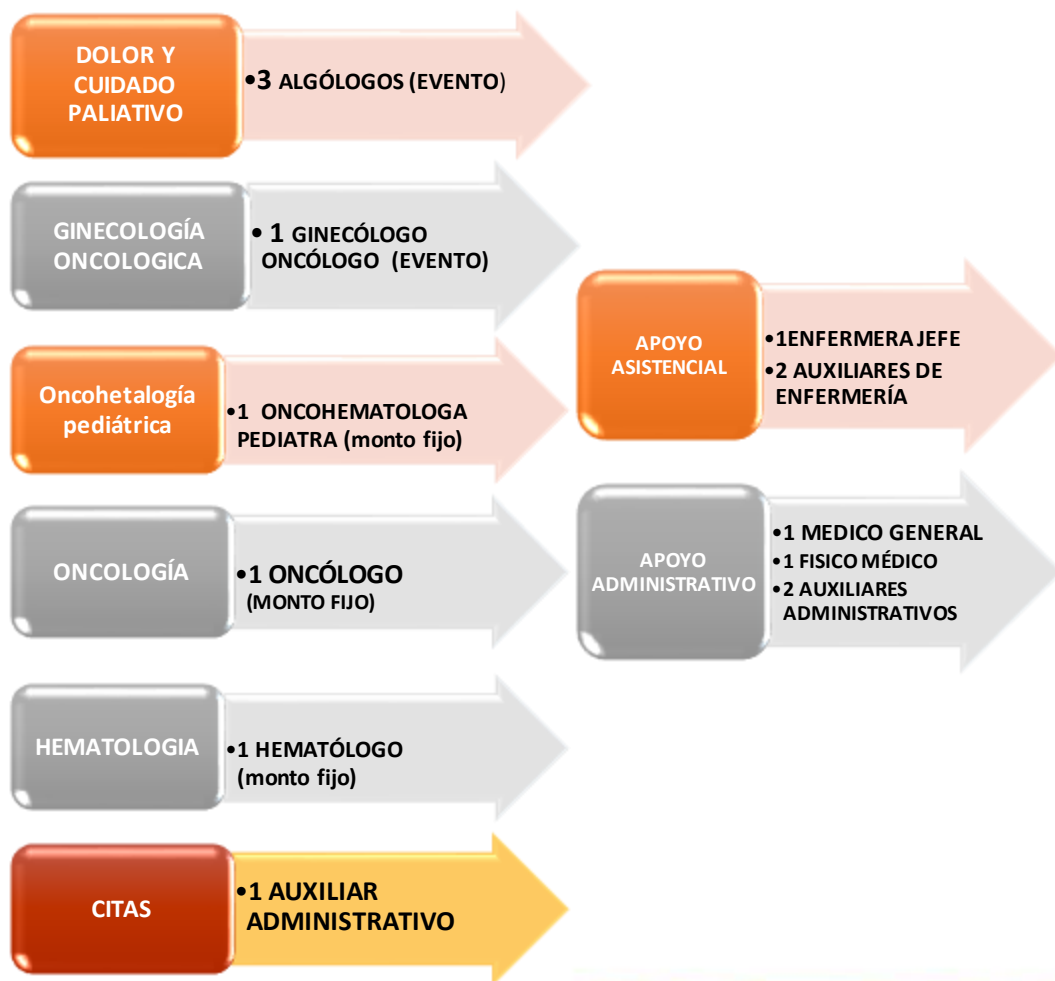 DOLOR Y
CUIDADO
PALIATIVO
•3 ALGÓLOGOS (EVENTO)
GINECOLOGÍA
ONCOLOGICA
• 1 GINECÓLOGO
ONCÓLOGO (EVENTO)
Oncohetalogía
pediátrica
•1 ONCOHEMATOLOGA
PEDIATRA (monto fijo)
ONCOLOGÍA
•1 ONCÓLOGO
(MONTO FIJO)
HEMATOLOGIA
•1 HEMATÓLOGO
(monto fijo)
CITAS
•1 AUXILIAR
ADMINISTRATIVO
APOYO
ASISTENCIAL
•1ENFERMERA JEFE
•2 AUXILIARES DE
ENFERMERÍA
APOYO
ADMINISTRATIVO
•1 MEDICO GENERAL
•1 FISICO MÉDICO
•2 AUXILIARES
ADMINISTRATIVOS